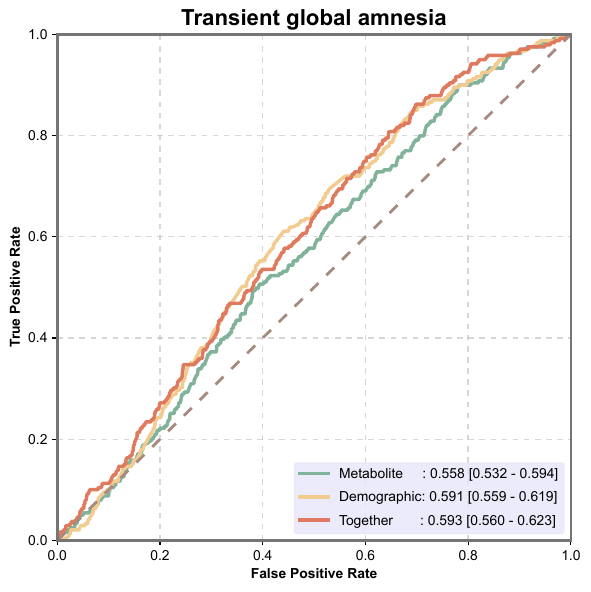 Transient global amnesia
1.0
0.8
0.6
0.4
0.2
0.0
True Positive Rate
Metabolite : 0.558 [0.532 - 0.594]
Demographic: 0.591 [0.559 - 0.619]
Together : 0.593 [0.560 - 0.623]
0.0 0.2 0.4 0.6 0.8 1.0
False Positive Rate